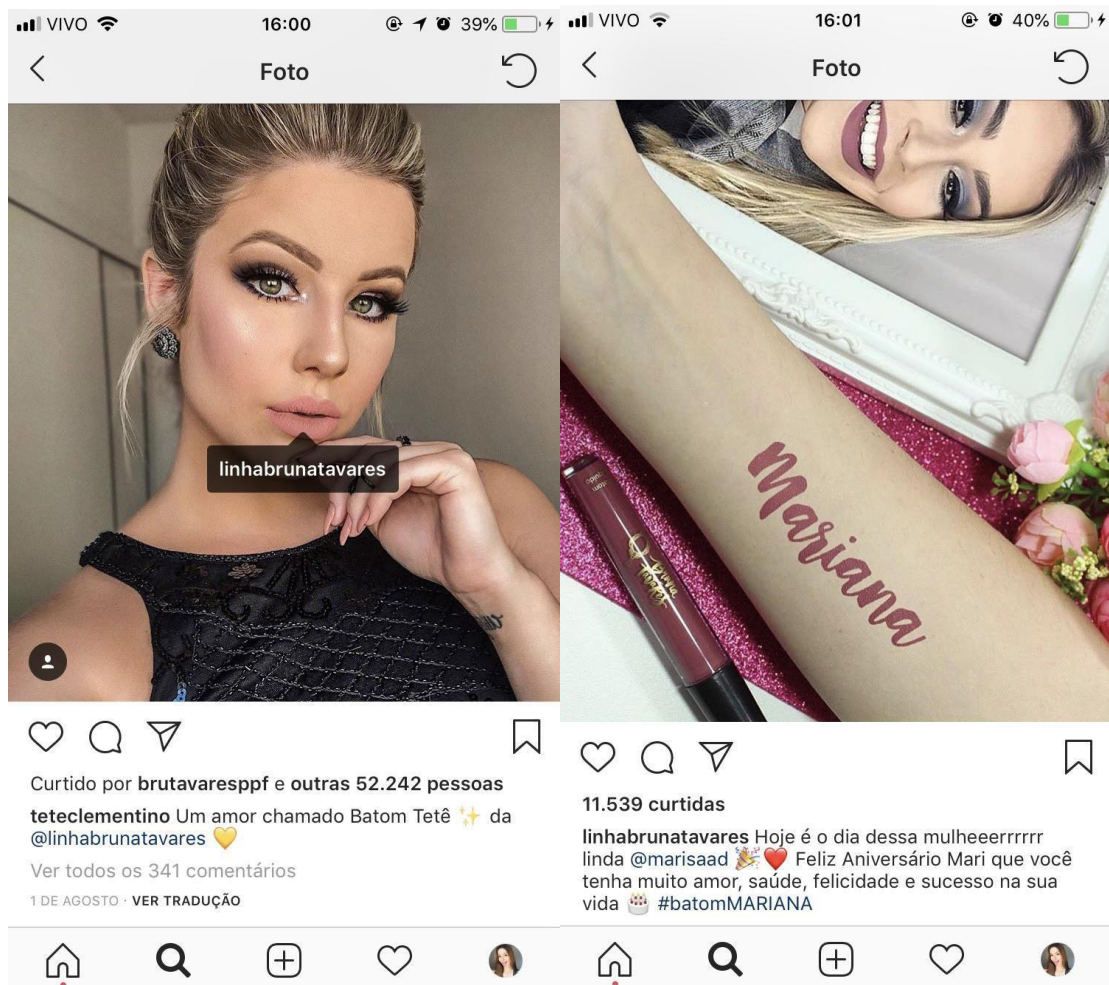 VIVO 16:00 39%
Foto
linhabrunatavares
Curtido por brutavaresppf e outras 52.242 pessoas
teteclementino Um amor chamado Batom Tetê ✨ da
@linhabrunatavares 💛
Ver todos os 341 comentários
1 DE AGOSTO · VER TRADUÇÃO
VIVO 16:01 40%
Foto
Mariana
Bruna
Tavares
11.539 curtidas
linhabrunatavares Hoje é o dia dessa mulheeerrrrrr
linda @marisaad 🎉❤️ Feliz Aniversário Mari que você
tenha muito amor, saúde, felicidade e sucesso na sua
vida 🎂 #batomMARIANA